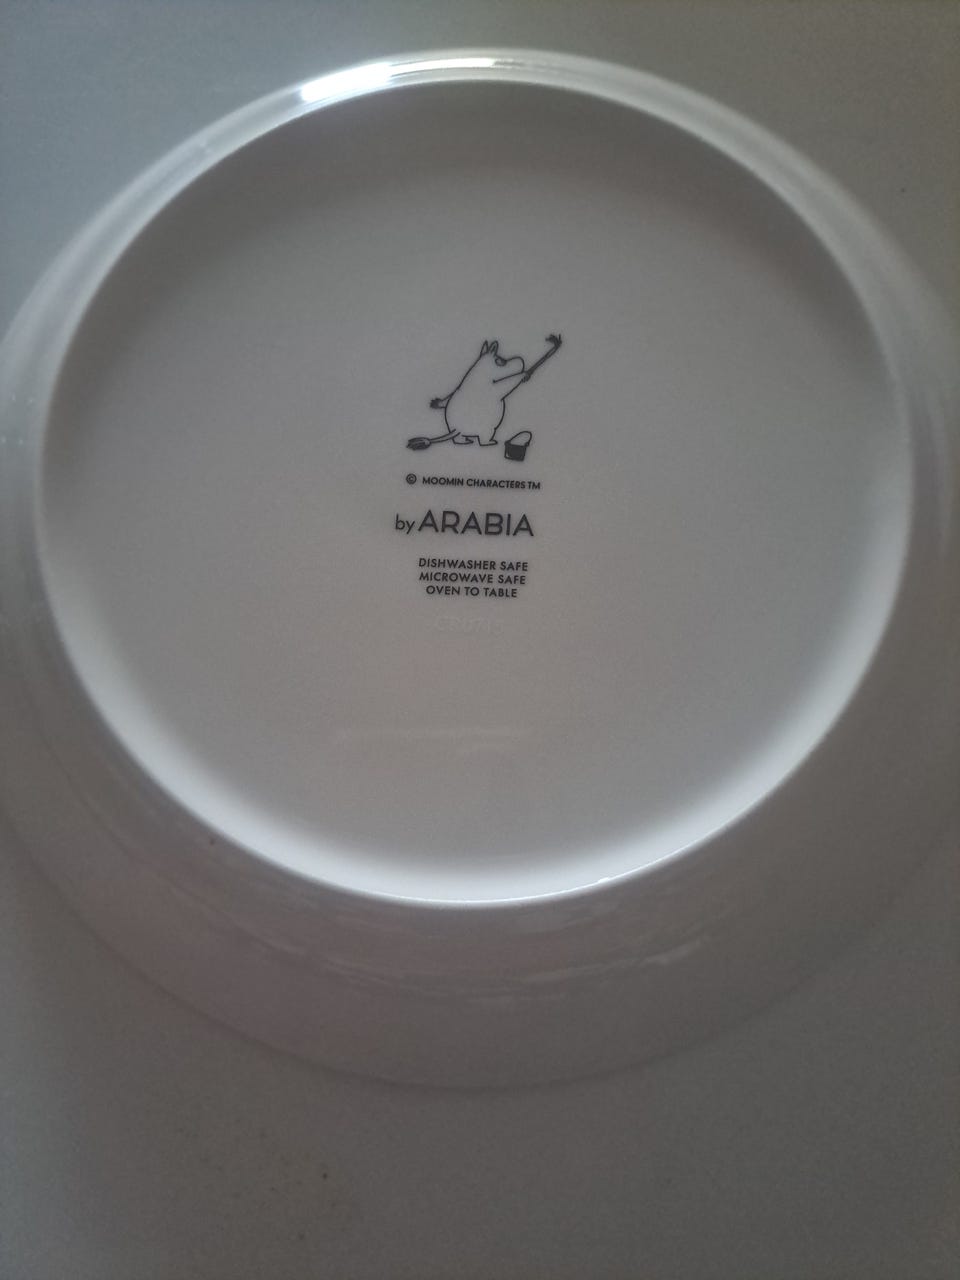 © MOOMIN CHARACTERS TM
by ARABIA
DISHWASHER SAFE
MICROWAVE SAFE
OVEN TO TABLE